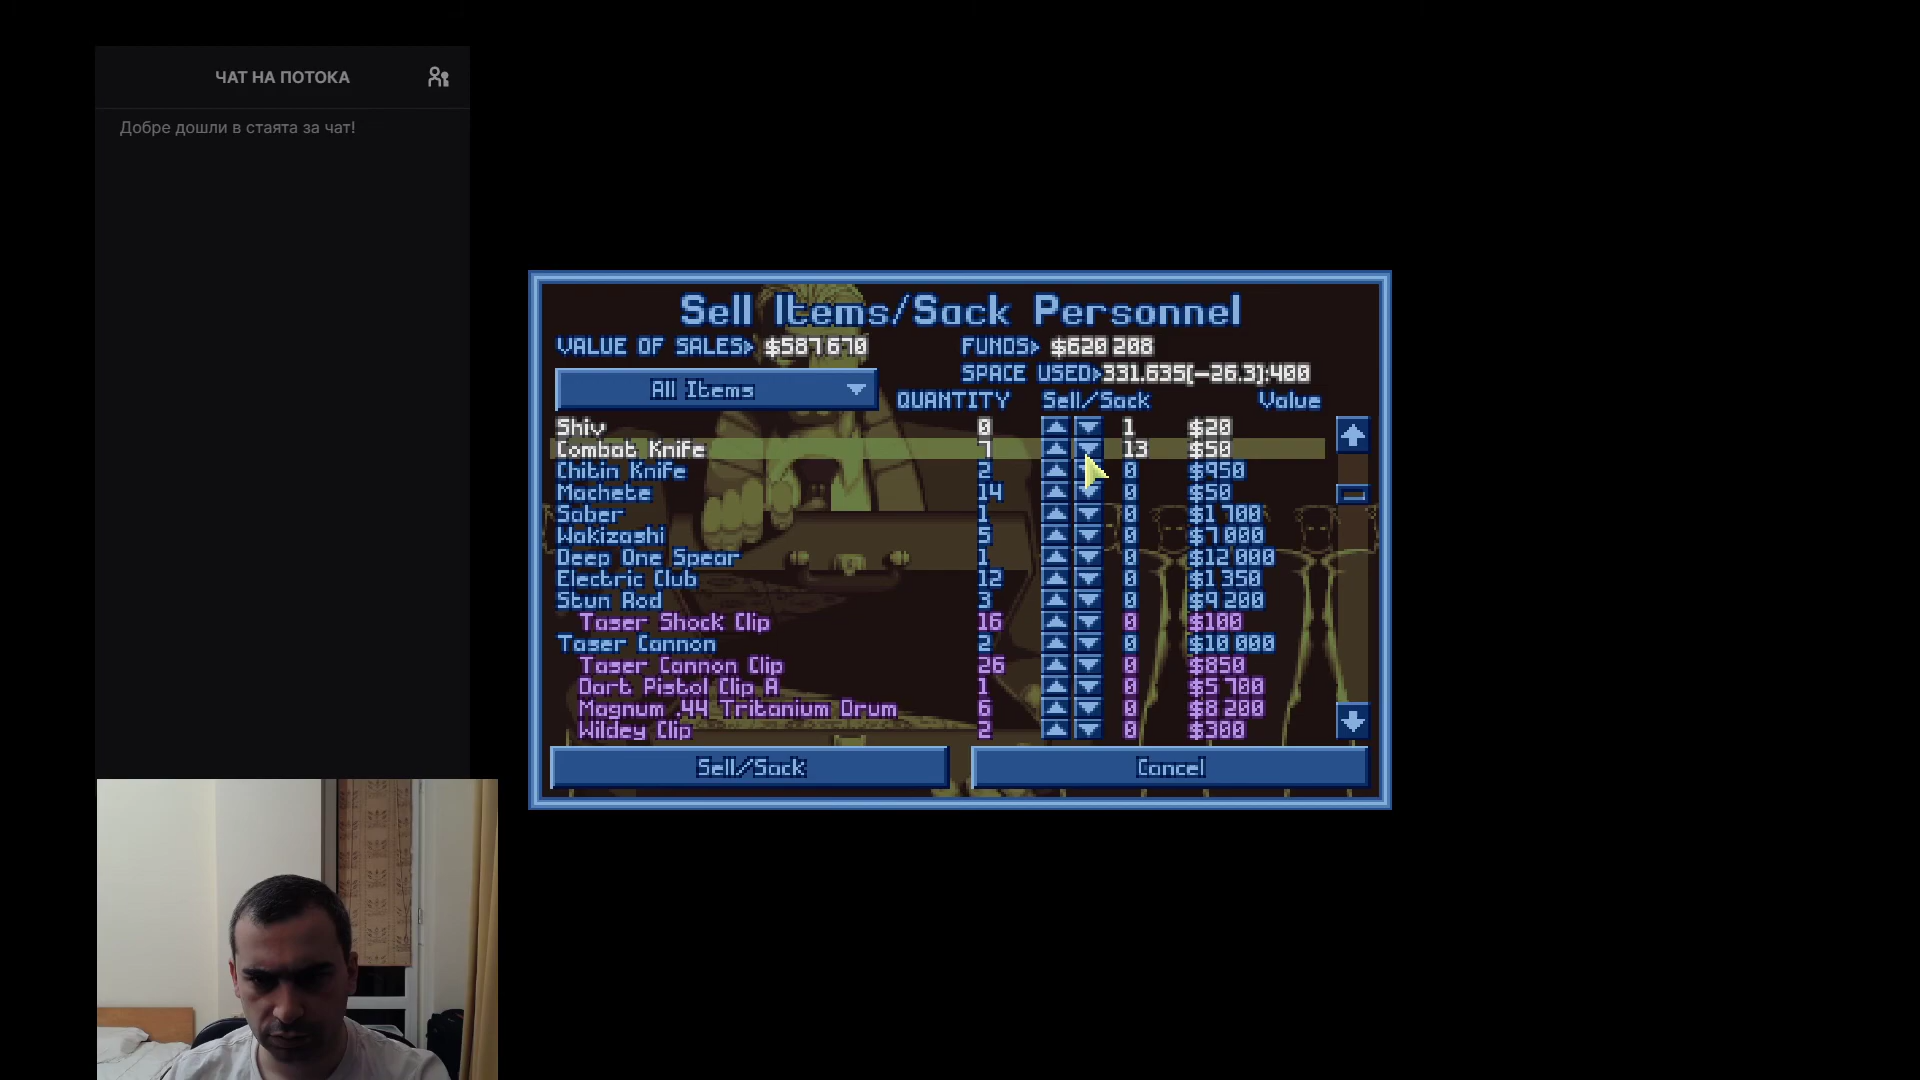 ЧАТ НА ПОТОКА
Добре дошли в стаята за чат!
Sell Items/Sack Personnel
VALUE OF SALES> $587 670 FUNDS> $620 208
SPACE USED>331.635[-26.3]:400
All Items
QUANTITY Sell/Sack Value
Shiv 0 1 $20
Combat Knife 7 13 $50
Chitin Knife 2 0 $950
Machete 14 0 $50
Saber 1 0 $1 700
Wakizashi 5 0 $7 000
Deep One Spear 1 0 $12 000
Electric Club 12 0 $1 350
Stun Rod 3 0 $9 200
Taser Shock Clip 16 0 $100
Taser Cannon 2 0 $10 000
Taser Cannon Clip 26 0 $850
Dart Pistol Clip A 1 0 $5 700
Magnum .44 Tritanium Drum 6 0 $8 200
Wildey Clip 2 0 $300
Sell/Sack Cancel